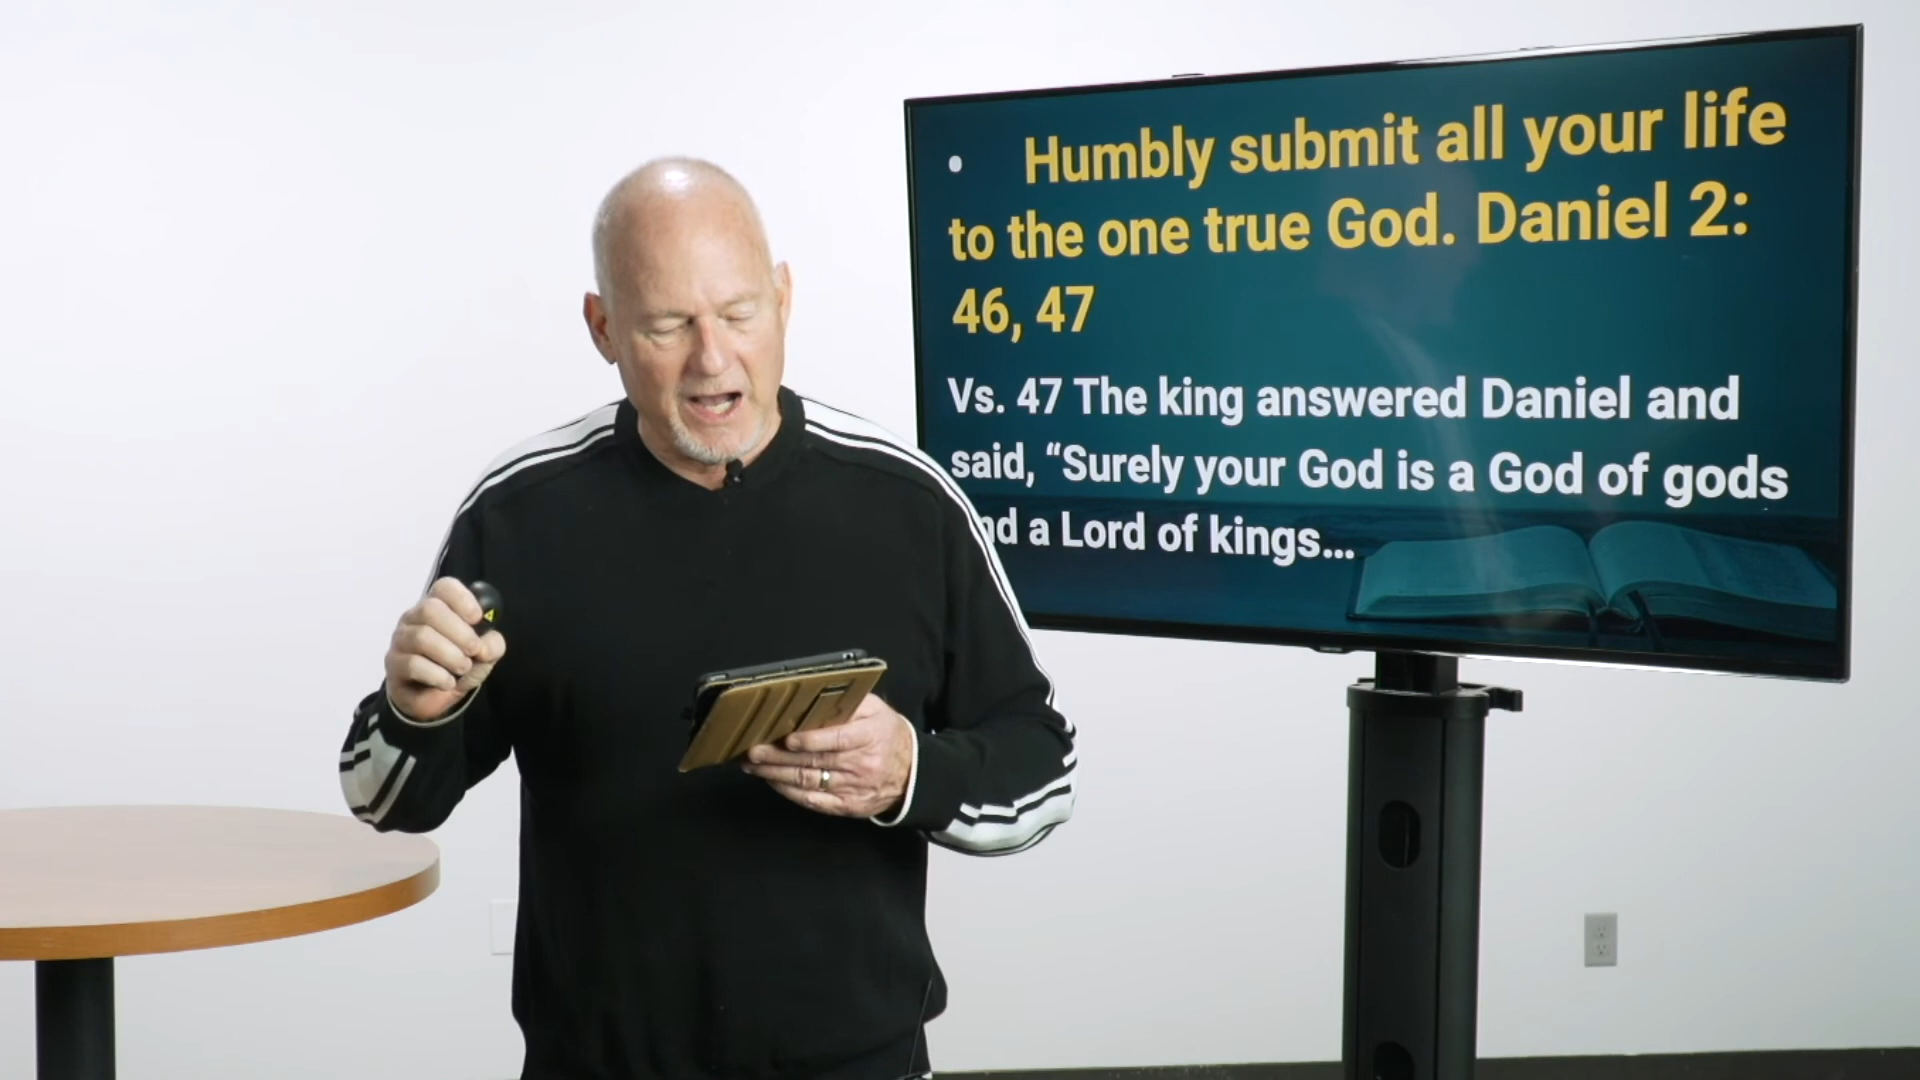 • Humbly submit all your life
to the one true God. Daniel 2:
46, 47
Vs. 47 The king answered Daniel and
said, “Surely your God is a God of gods
a Lord of kings...